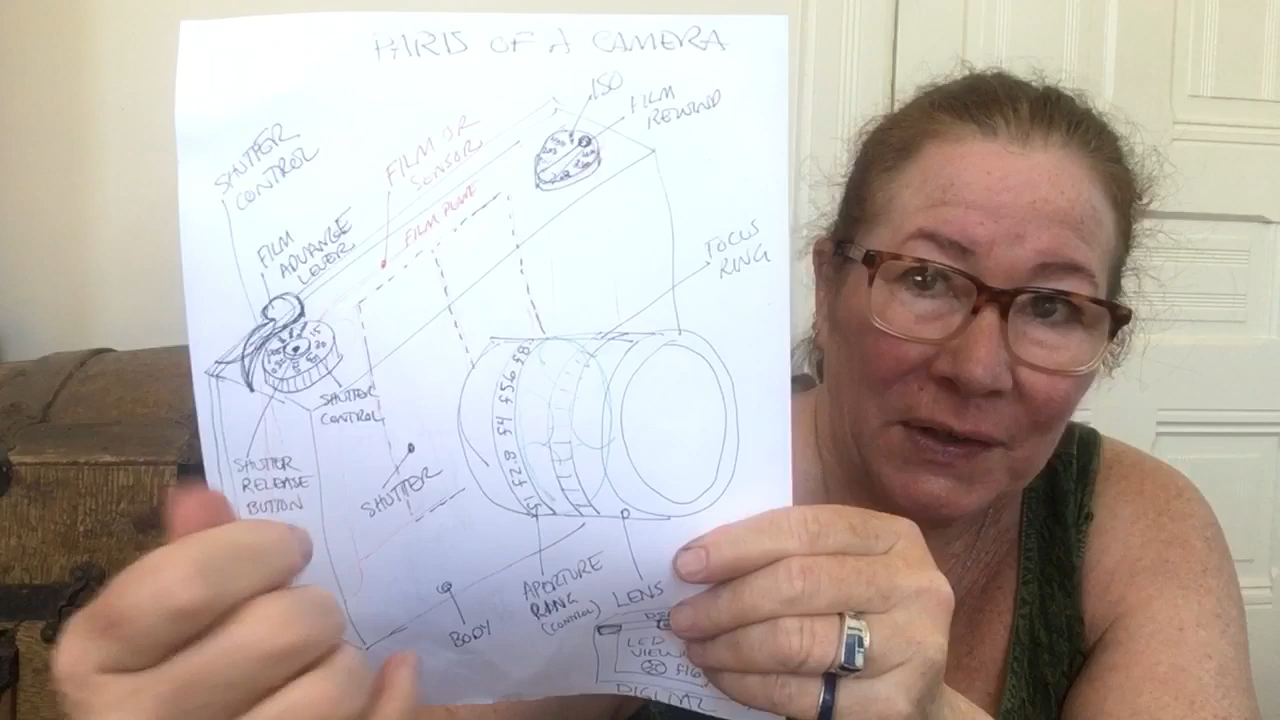 PARTS OF A CAMERA
ISO
FILM
REWIND
SHUTTER
CONTROL
FILM OR
SENSOR
FILM PLANE
FILM
ADVANCE
LEVER
FOCUS
RING
SHUTTER
CONTROL
f8
f5.6
f4
f2.8
SHUTTER
RELEASE
BUTTON
SHUTTER
APERTURE
RING
(CONTROL)
LENS
BODY
LED
VIEW
f16